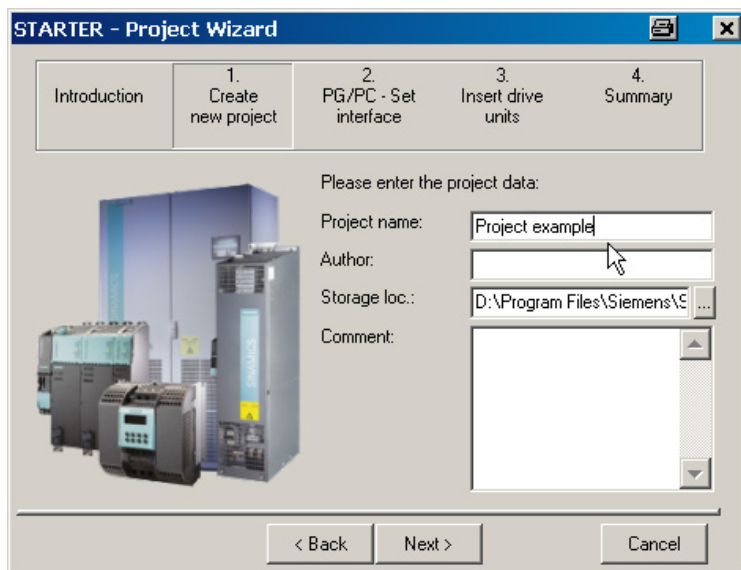 STARTER - Project Wizard
Introduction
1.
Create
new project
2.
PG/PC - Set
interface
3.
Insert drive
units
4.
Summary
Please enter the project data:
Project name:
Project example
Author:
Storage loc.:
D:\Program Files\Siemens\S
...
Comment:
SINAMICS
SINAMICS
< Back
Next >
Cancel